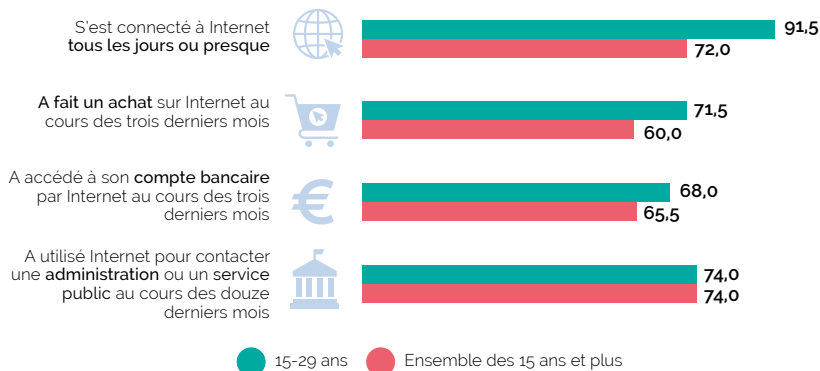 S'est connecté à Internet
tous les jours ou presque
91,5
72,0
A fait un achat sur Internet au
cours des trois derniers mois
71,5
60,0
A accédé à son compte bancaire
par Internet au cours des trois
derniers mois
€
68,0
65,5
A utilisé Internet pour contacter
une administration ou un service
public au cours des douze
derniers mois
74,0
74,0
15-29 ans
Ensemble des 15 ans et plus